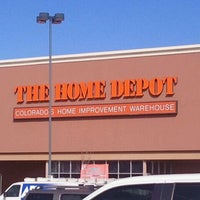 THE HOME DEPOT
COLORADO'S HOME IMPROVEMENT WAREHOUSE